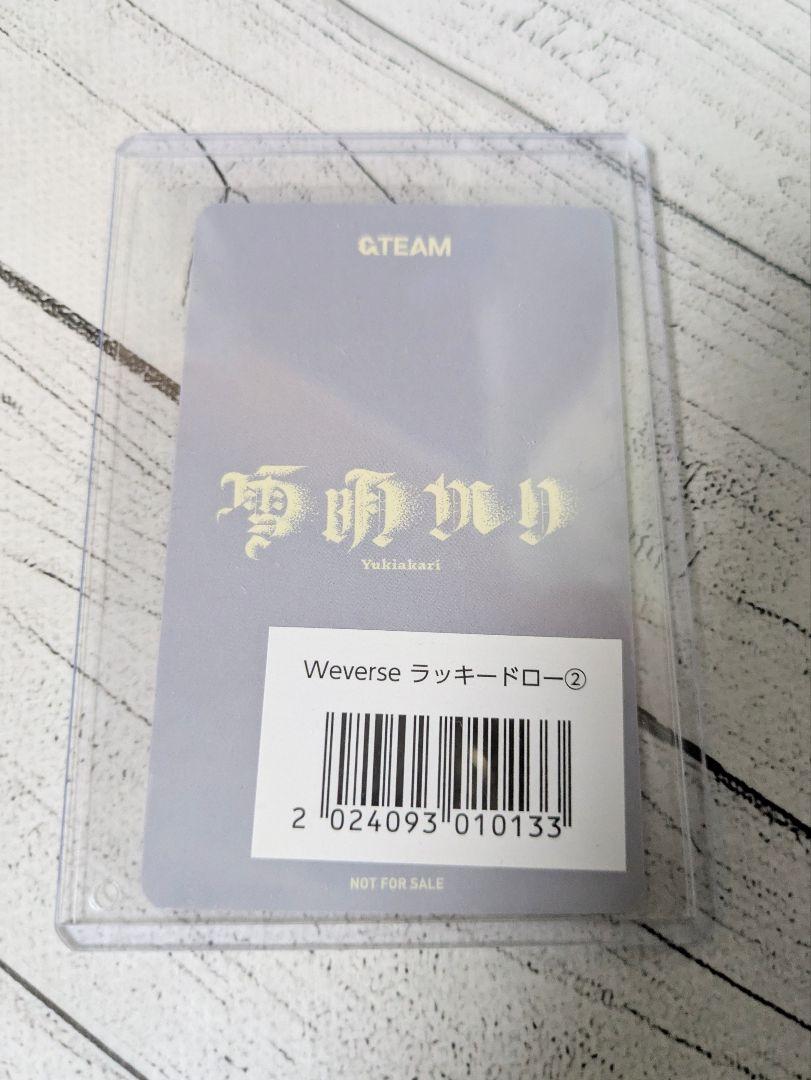 &TEAM
雪明かり
Yukiakari
Weverse ラッキードロー②
2 024093 010133
NOT FOR SALE